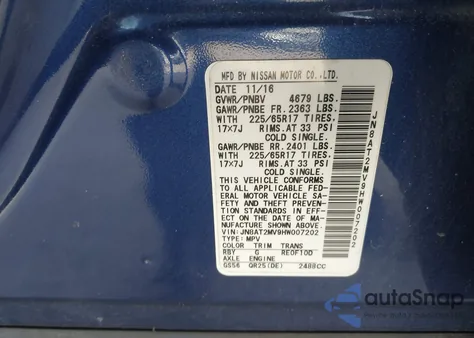 MFD BY NISSAN MOTOR CO.,LTD.
DATE 11/16
GVWR/PNBV 4679 LBS.
GAWR/PNBE FR. 2363 LBS.
WITH 225/65R17 TIRES.
17×7J RIMS.AT 33 PSI
COLD SINGLE.
GAWR/PNBE RR. 2401 LBS.
WITH 225/65R17 TIRES.
17×7J RIMS.AT 33 PSI
COLD SINGLE.
THIS VEHICLE CONFORMS
TO ALL APPLICABLE FED-
ERAL MOTOR VEHICLE SA-
FETY AND THEFT PREVEN-
TION STANDARDS IN EFF-
ECT ON THE DATE OF MA-
NUFACTURE SHOWN ABOVE.
VIN:JN8AT2MV9HW007202
TYPE:MPV
COLOR TRIM TRANS
RBY G RE0F10D
AXLE ENGINE
GS56 QR25(DE) 2488CC
JN8AT2MV9HW007202
autoSnap